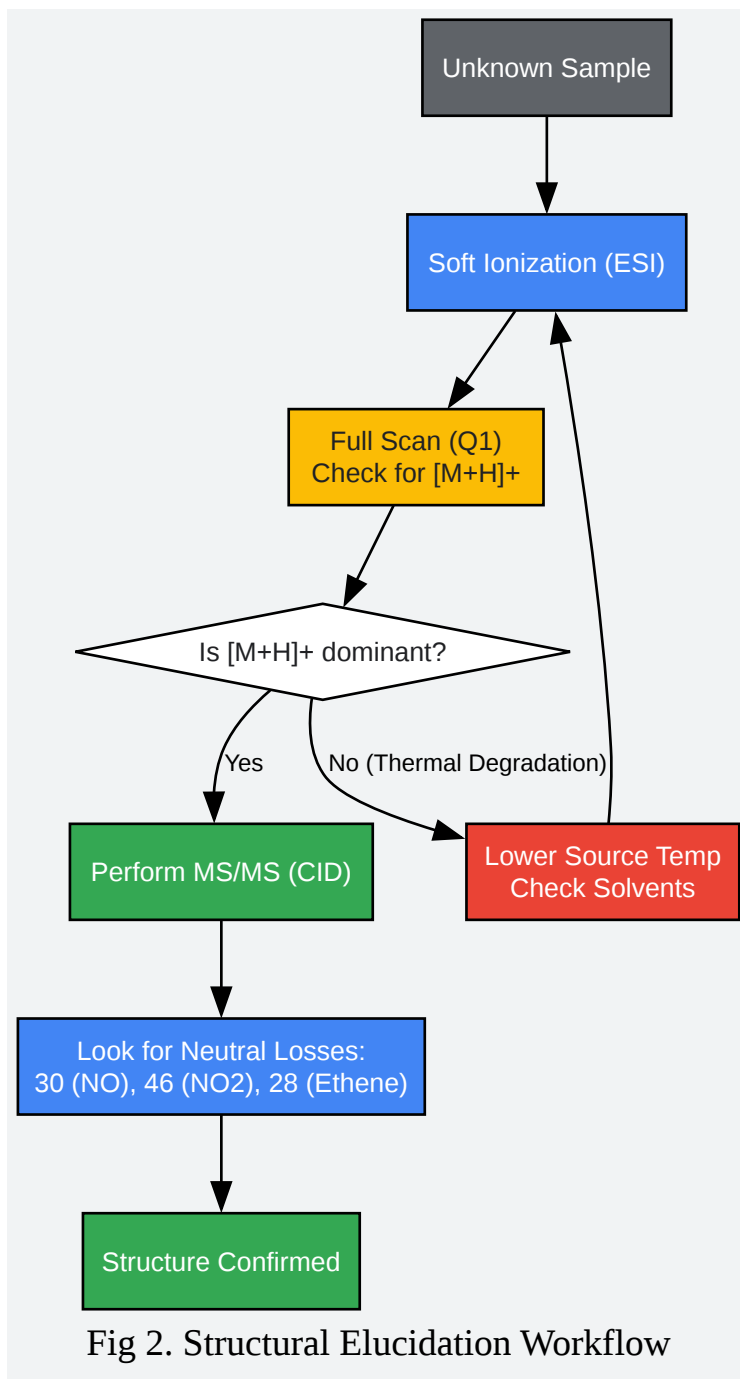 Unknown Sample
Soft Ionization (ESI)
Full Scan (Q1)
Check for [M+H]+
Is [M+H]+ dominant?
Yes
No (Thermal Degradation)
Perform MS/MS (CID)
Lower Source Temp
Check Solvents
Look for Neutral Losses:
30 (NO), 46 (NO2), 28 (Ethene)
Structure Confirmed
Fig 2. Structural Elucidation Workflow